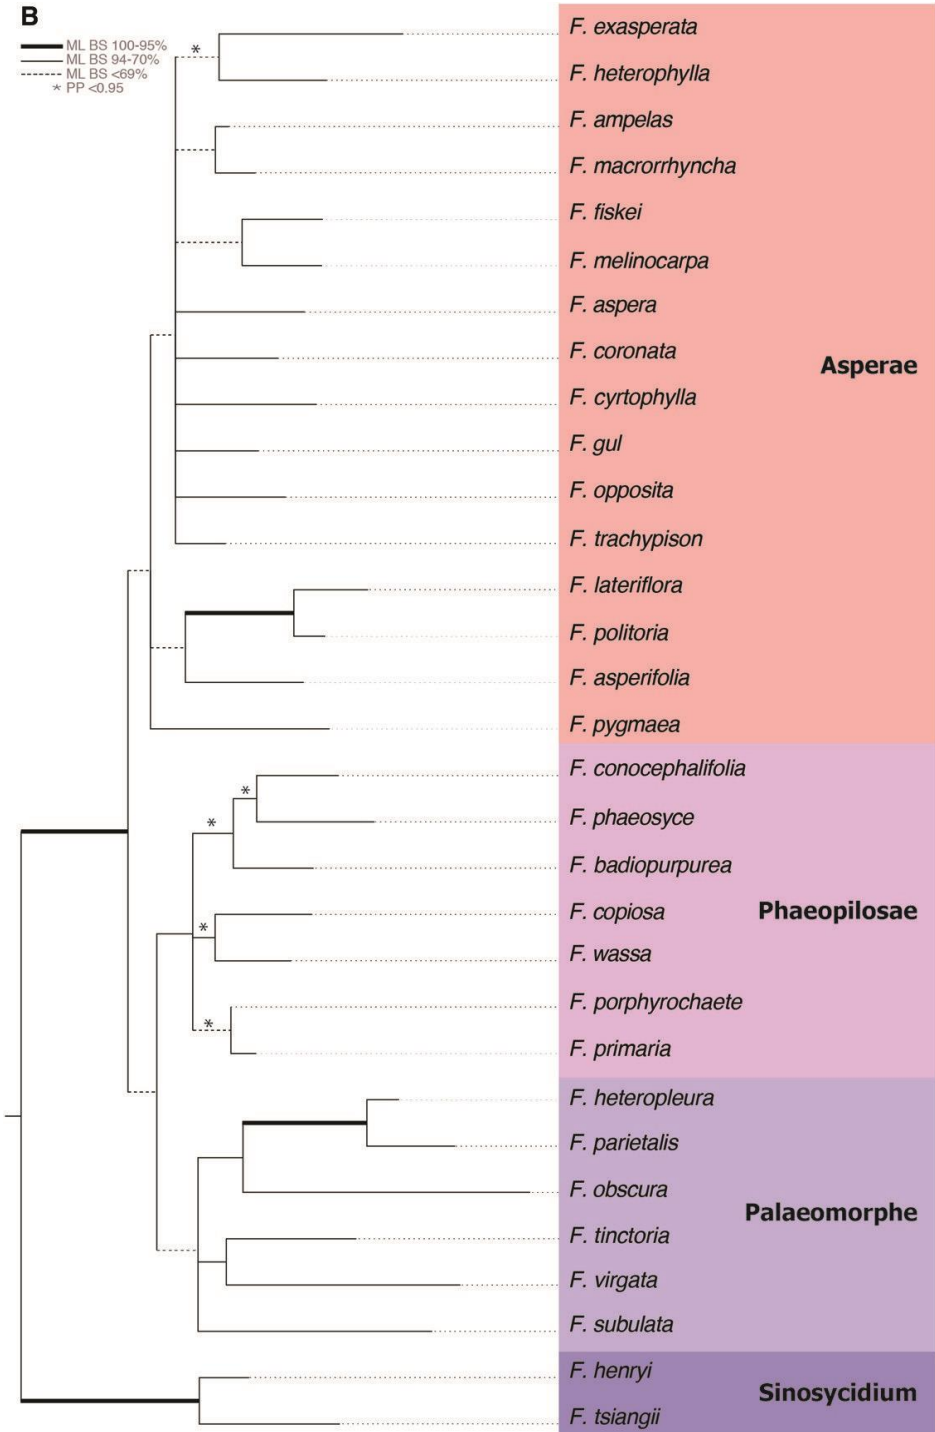 B
ML BS 100-95%
ML BS 94-70%
ML BS <69%
* PP <0.95
*
F. exasperata
F. heterophylla
F. ampelas
F. macrorrhyncha
F. fiskei
F. melinocarpa
F. aspera
F. coronata
Asperae
F. cyrtophylla
F. gul
F. opposita
F. trachypison
F. lateriflora
F. politoria
F. asperifolia
F. pygmaea
F. conocephalifolia
*
*
F. phaeosyce
F. badiopurpurea
F. copiosa
Phaeopilosae
*
F. wassa
F. porphyrochaete
*
F. primaria
F. heteropleura
F. parietalis
F. obscura
Palaeomorphe
F. tinctoria
F. virgata
F. subulata
F. henryi
Sinosycidium
F. tsiangii